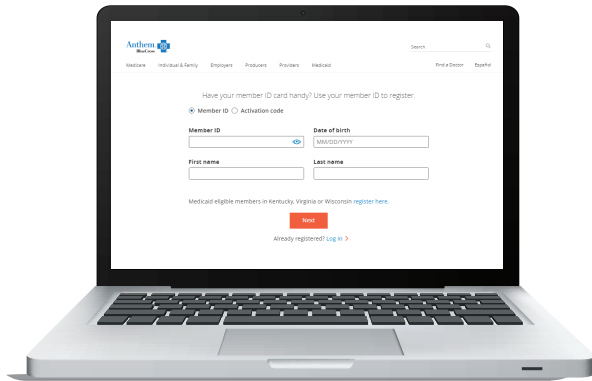 Anthem
BlueCross
Search
Medicare Individual & Family Employers Producers Providers Medicaid Find a Doctor Español
Have your member ID card handy? Use your member ID to register.
Member ID Activation code
Member ID Date of birth
MM/DD/YYYY
First name Last name
Medicaid eligible members in Kentucky, Virginia or Wisconsin register here.
Next
Already registered? Log in >